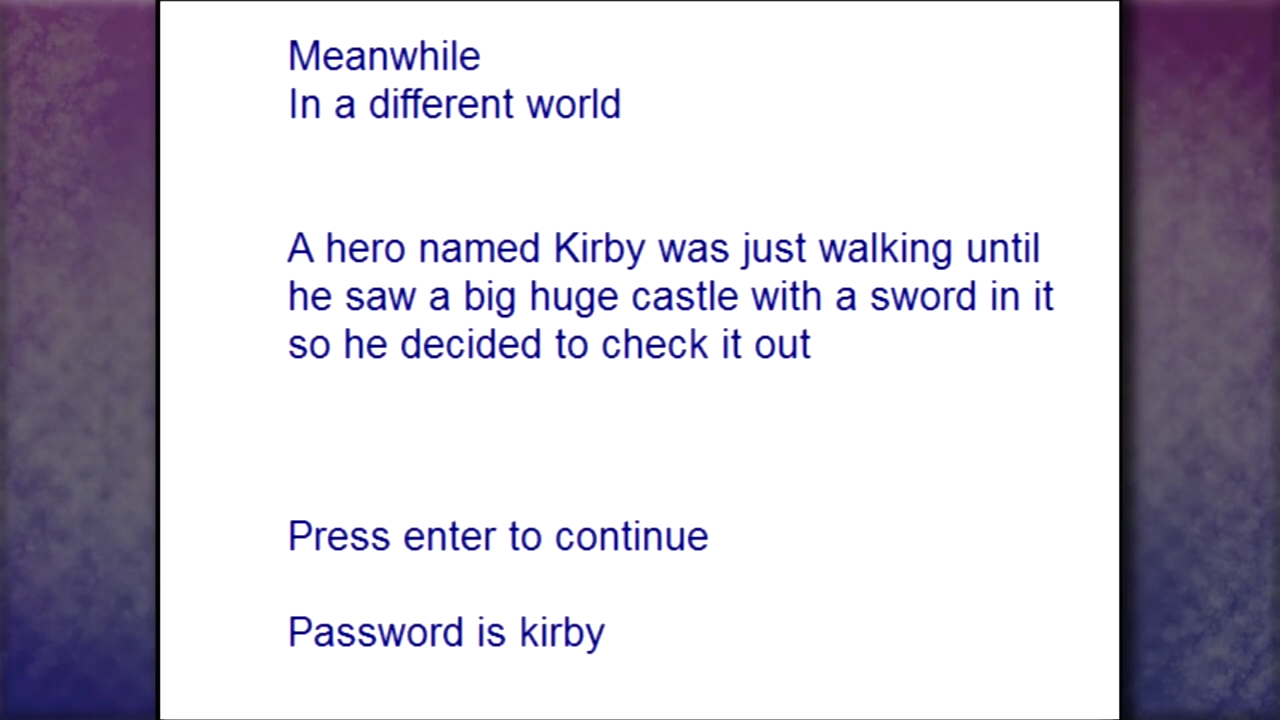 Meanwhile
In a different world
A hero named Kirby was just walking until
he saw a big huge castle with a sword in it
so he decided to check it out
Press enter to continue
Password is kirby